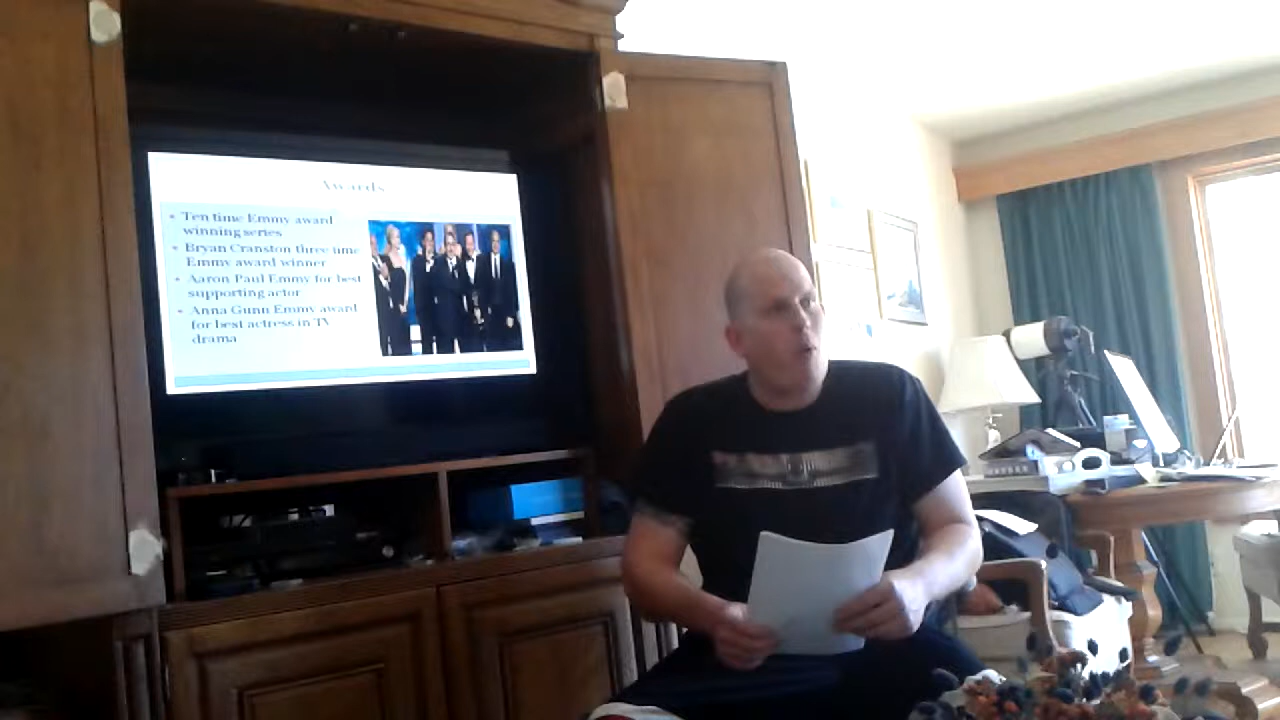 Awards
Ten time Emmy award
winning series
Bryan Cranston three time
Emmy award winner
Aaron Paul Emmy for best
supporting actor
Anna Gunn Emmy award
for best actress in TV
drama